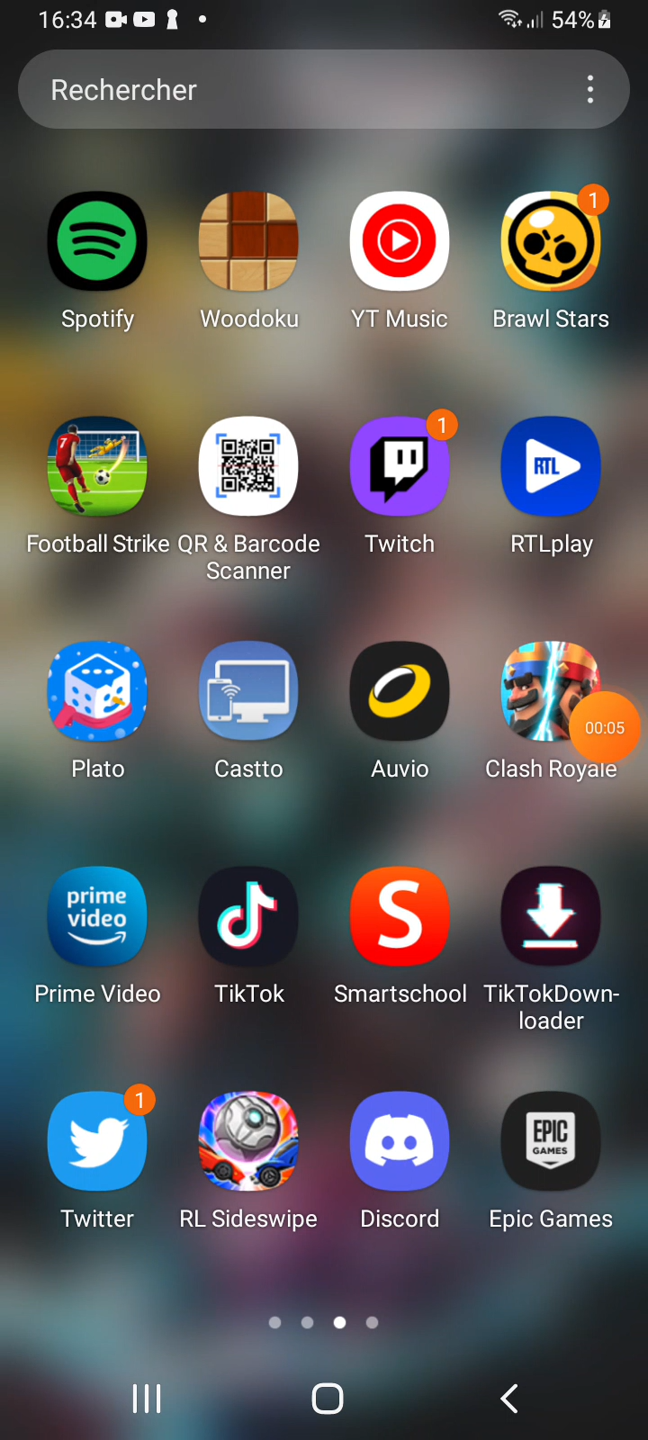 16:34
54%
Rechercher
1
Spotify
Woodoku
YT Music
Brawl Stars
7
1
RTL
Football Strike
QR & Barcode
Scanner
Twitch
RTLplay
00:05
Plato
Castto
Auvio
Clash Royale
prime
video
S
Prime Video
TikTok
Smartschool
TikTokDown-
loader
1
EPIC
GAMES
Twitter
RL Sideswipe
Discord
Epic Games